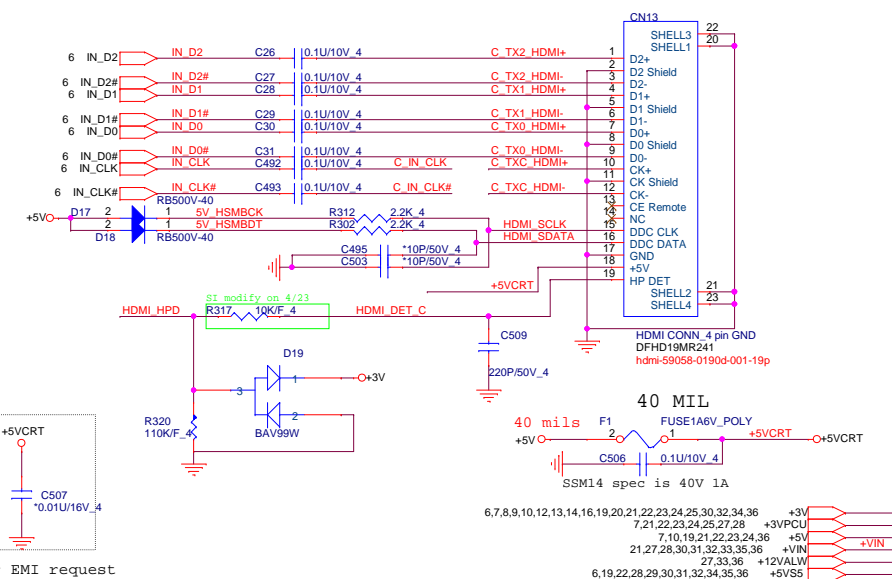 CN13
SHELL3 22
SHELL1 20
6 IN_D2 IN_D2 C26 0.1U/10V_4 C_TX2_HDMI+ 1 D2+
2 D2 Shield
6 IN_D2# IN_D2# C27 0.1U/10V_4 C_TX2_HDMI- 3 D2-
6 IN_D1 IN_D1 C28 0.1U/10V_4 C_TX1_HDMI+ 4 D1+
5 D1 Shield
6 IN_D1# IN_D1# C29 0.1U/10V_4 C_TX1_HDMI- 6 D1-
6 IN_D0 IN_D0 C30 0.1U/10V_4 C_TX0_HDMI+ 7 D0+
8 D0 Shield
6 IN_D0# IN_D0# C31 0.1U/10V_4 C_TX0_HDMI- 9 D0-
6 IN_CLK IN_CLK C492 0.1U/10V_4 C_IN_CLK C_TXC_HDMI+ 10 CK+
11 CK Shield
6 IN_CLK# IN_CLK# C493 0.1U/10V_4 C_IN_CLK# C_TXC_HDMI- 12 CK-
RB500V-40
13 CE Remote
14 NC
+5V D17 2 1 5V_HSMBCK R312 2.2K_4 HDMI_SCLK 15 DDC CLK
2 1 5V_HSMBDT R302 2.2K_4 HDMI_SDATA 16 DDC DATA
D18 RB500V-40
C495 *10P/50V_4 17 GND
C503 *10P/50V_4 18 +5V
19 HP DET
+5VCRT
SHELL2 21
SHELL4 23
SI modify on 4/23
HDMI_HPD R317 10K/F_4 HDMI_DET_C
HDMI CONN_4 pin GND
DFHD19MR241
hdmi-59058-0190d-001-19p
C509
220P/50V_4
D19
3 1 +3V
2
BAV99W
R320
110K/F_4
+5VCRT
C507
*0.01U/16V_4
EMI request
40 MIL
40 mils F1 FUSE1A6V_POLY
+5V 2 1 +5VCRT +5VCRT
C506 0.1U/10V_4
SSM14 spec is 40V 1A
6,7,8,9,10,12,13,14,16,19,20,21,22,23,24,25,30,32,34,36 +3V
7,21,22,23,24,25,27,28 +3VPCU
7,10,19,21,22,23,24,36 +5V
21,27,28,30,31,32,33,35,36 +VIN +VIN
27,33,36 +12VALW
6,19,22,28,29,30,31,32,34,35,36 +5VS5